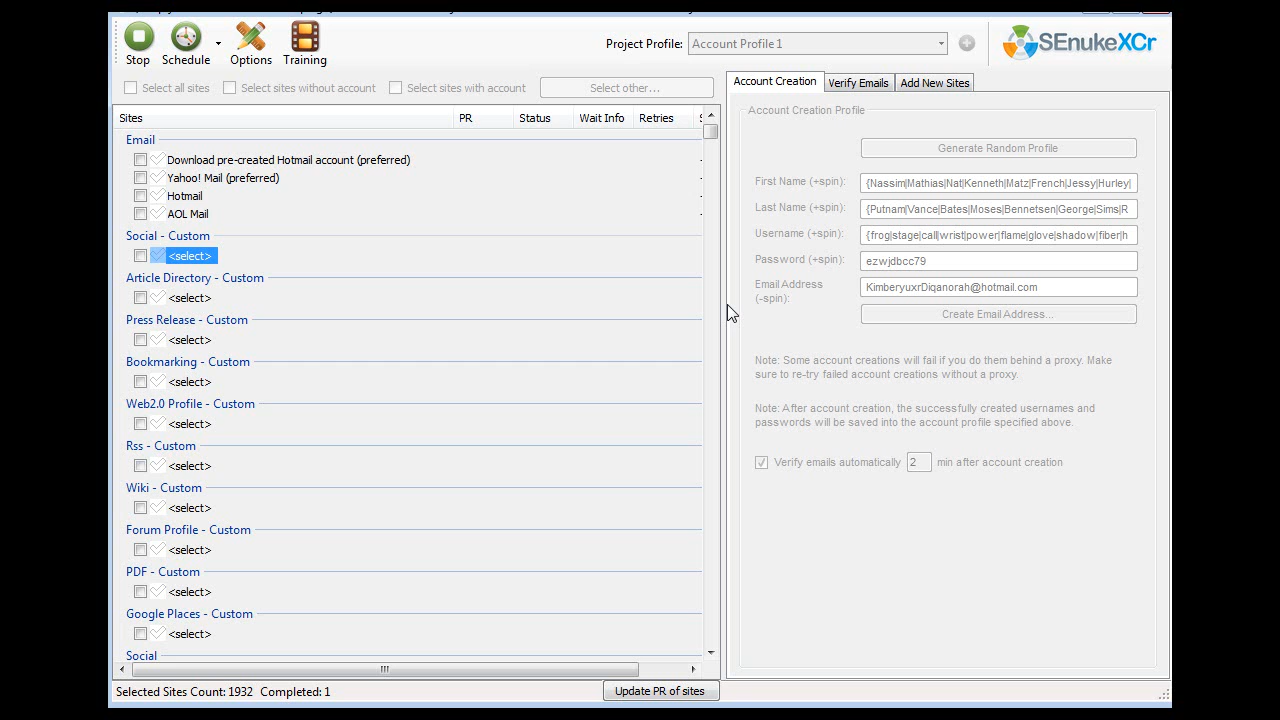 Stop
Schedule
Options
Training
Project Profile:
Account Profile 1
SEnukeXCr
Select all sites
Select sites without account
Select sites with account
Select other...
Account Creation
Verify Emails
Add New Sites
Sites
PR
Status
Wait Info
Retries
Email
Download pre-created Hotmail account (preferred)
Yahoo! Mail (preferred)
Hotmail
AOL Mail
Social - Custom
<select>
Article Directory - Custom
<select>
Press Release - Custom
<select>
Bookmarking - Custom
<select>
Web2.0 Profile - Custom
<select>
Rss - Custom
<select>
Wiki - Custom
<select>
Forum Profile - Custom
<select>
PDF - Custom
<select>
Google Places - Custom
<select>
Social
Selected Sites Count: 1932 Completed: 1
Update PR of sites
Account Creation Profile
Generate Random Profile
First Name (+spin):
{Nassim|Mathias|Nat|Kenneth|Matz|French|Jessy|Hurley|
Last Name (+spin):
{Putnam|Vance|Bates|Moses|Bennetsen|George|Sims|R
Username (+spin):
{frog|stage|call|wrist|power|flame|glove|shadow|fiber|h
Password (+spin):
ezwjdbcc79
Email Address
(-spin):
KimberyuxrDiqanorah@hotmail.com
Create Email Address...
Note: Some account creations will fail if you do them behind a proxy. Make
sure to re-try failed account creations without a proxy.
Note: After account creation, the successfully created usernames and
passwords will be saved into the account profile specified above.
Verify emails automatically 2 min after account creation